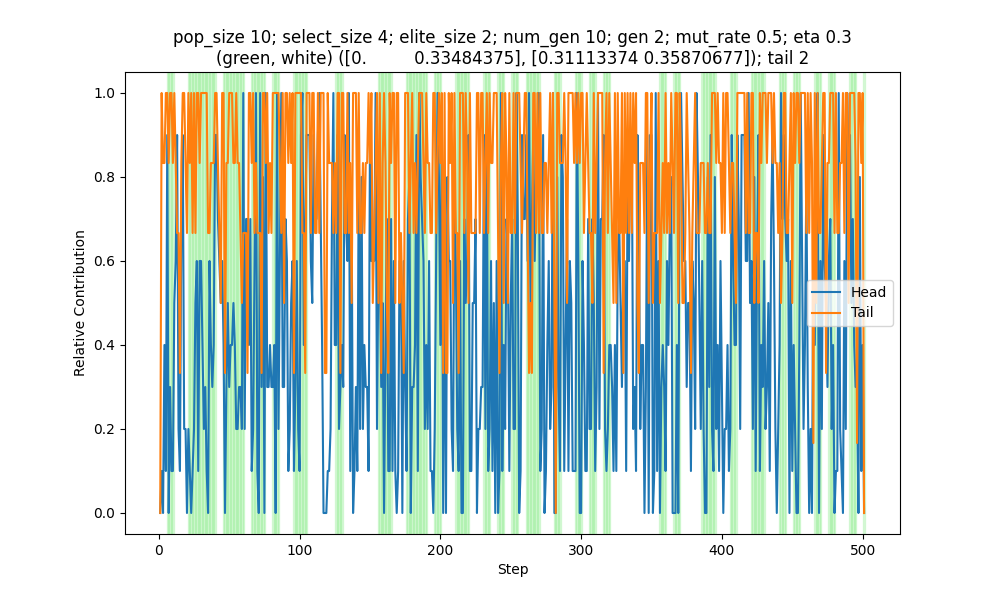 pop_size 10; select_size 4; elite_size 2; num_gen 10; gen 2; mut_rate 0.5; eta 0.3
(green, white) ([0. 0.33484375], [0.31113374 0.35870677]); tail 2
1.0
0.8
0.6
0.4
0.2
0.0
Relative Contribution
Head
Tail
0 100 200 300 400 500
Step